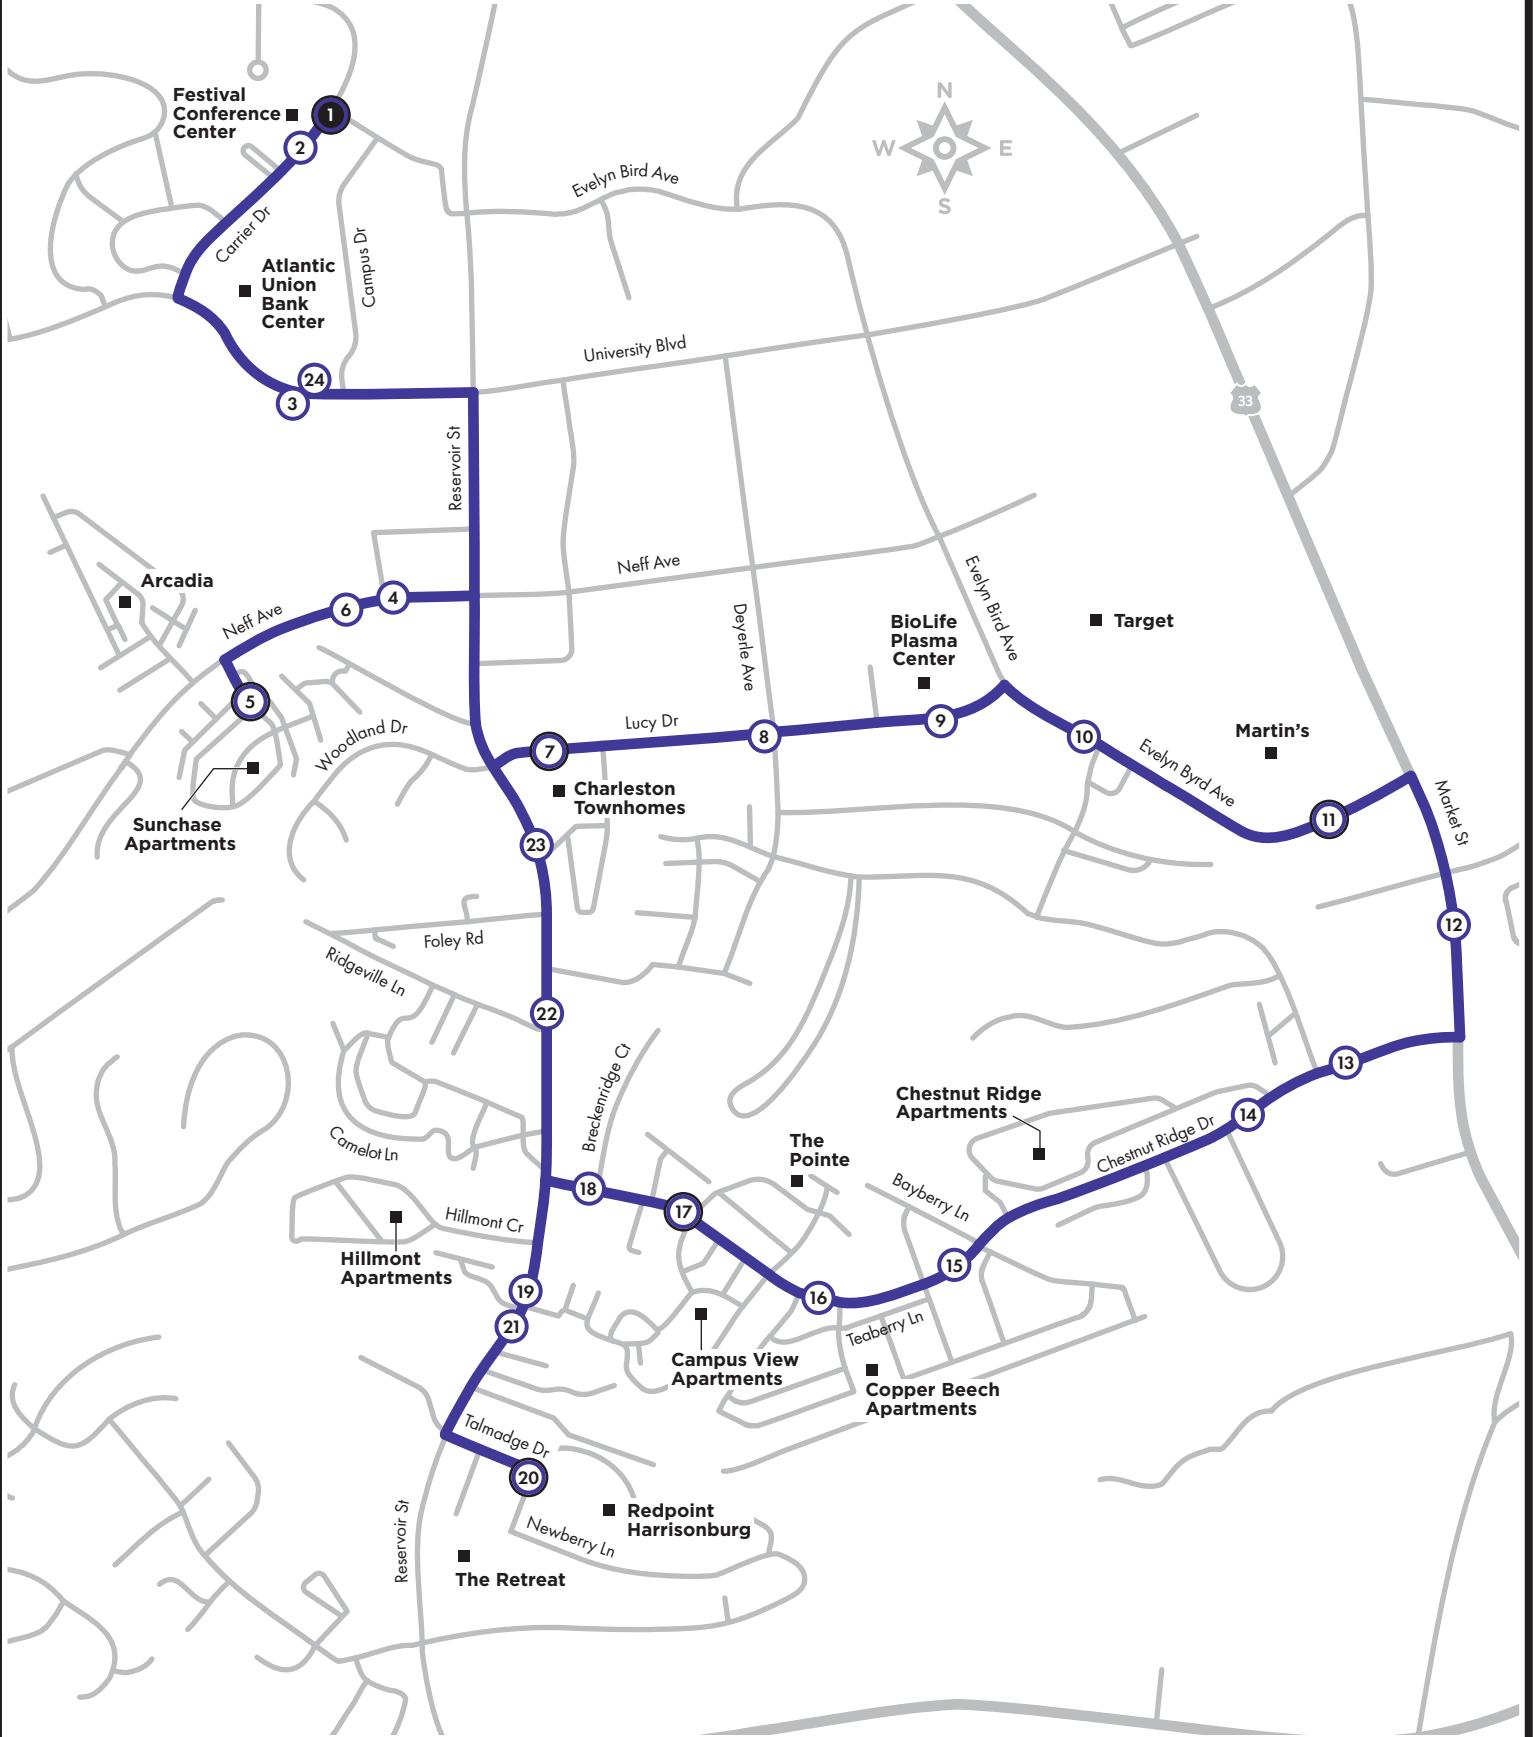 Festival
Conference
Center
1
2
N
W
E
S
Evelyn Bird Ave
Carrier Dr
Campus Dr
Atlantic
Union
Bank
Center
University Blvd
24
3
33
Reservoir St
Neff Ave
Arcadia
Neff Ave
6
4
5
Evelyn Bird Ave
Deyerle Ave
BioLife
Plasma
Center
Target
Woodland Dr
Lucy Dr
7
8
9
10
Martin's
Evelyn Byrd Ave
Market St
11
Sunchase
Apartments
Charleston
Townhomes
23
12
Foley Rd
Ridgeville Ln
22
13
Breckenridge Ct
Chestnut Ridge
Apartments
14
Chestnut Ridge Dr
Camelot Ln
The
Pointe
18
17
Bayberry Ln
Hillmont Cr
Hillmont
Apartments
15
19
16
21
Teaberry Ln
Campus View
Apartments
Copper Beech
Apartments
Talmadge Dr
20
Redpoint
Harrisonburg
Newberry Ln
Reservoir St
The Retreat